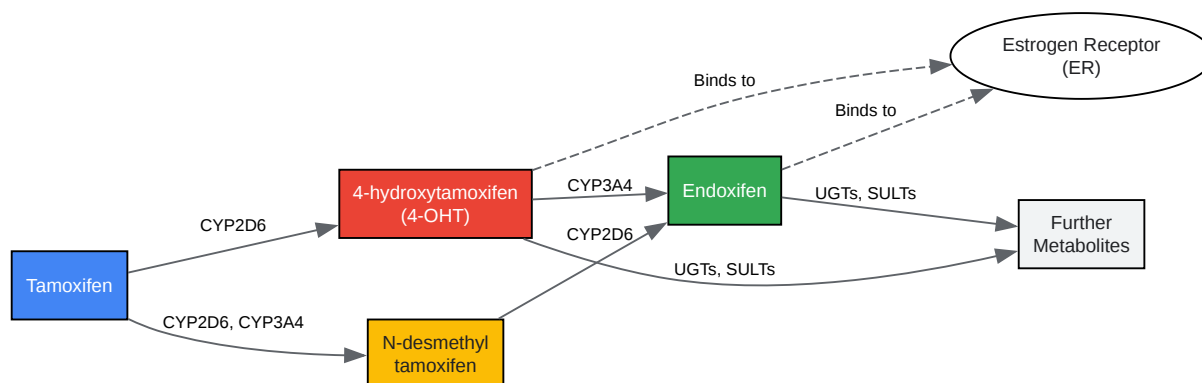 Estrogen Receptor
(ER)
Binds to
Binds to
4-hydroxytamoxifen
(4-OHT)
CYP3A4
Endoxifen
UGTs, SULTs
CYP2D6
CYP2D6
Further
Metabolites
UGTs, SULTs
Tamoxifen
CYP2D6, CYP3A4
N-desmethyl
tamoxifen